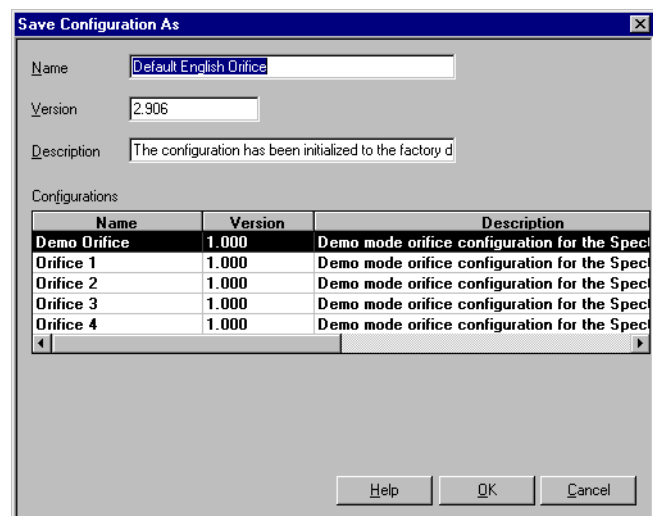 Save Configuration As
Name Default English Orifice
Version 2.906
Description The configuration has been initialized to the factory d
Configurations
Name Version Description
Demo Orifice 1.000 Demo mode orifice configuration for the Spect
Orifice 1 1.000 Demo mode orifice configuration for the Spect
Orifice 2 1.000 Demo mode orifice configuration for the Spect
Orifice 3 1.000 Demo mode orifice configuration for the Spect
Orifice 4 1.000 Demo mode orifice configuration for the Spect
Help OK Cancel